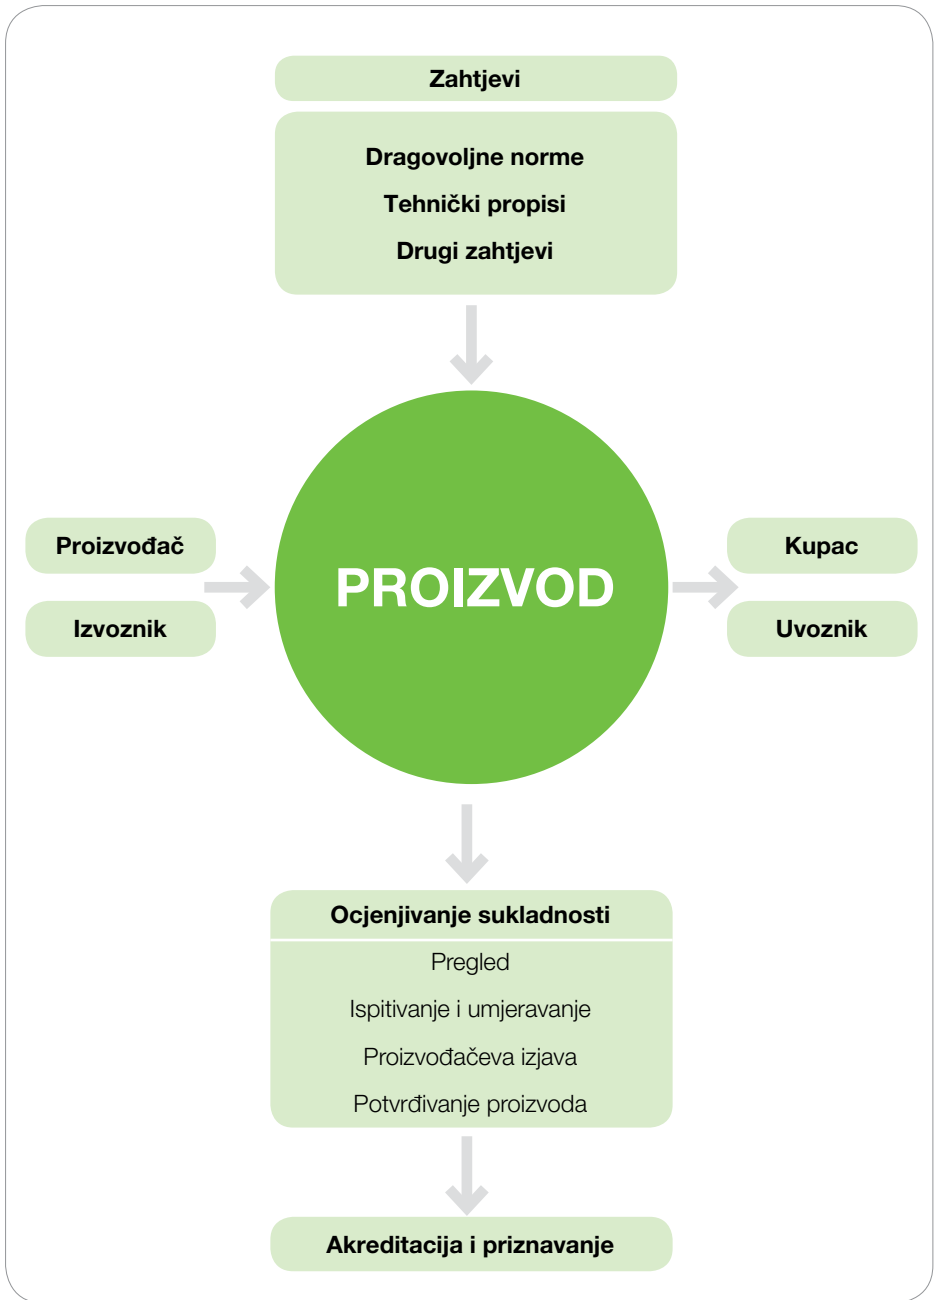 Zahtjevi
Dragovoljne norme
Tehnički propisi
Drugi zahtjevi
Proizvođač
Izvoznik
PROIZVOD
Kupac
Uvoznik
Ocjenjivanje sukladnosti
Pregled
Ispitivanje i umjeravanje
Proizvođačeva izjava
Potvrđivanje proizvoda
Akreditacija i priznavanje